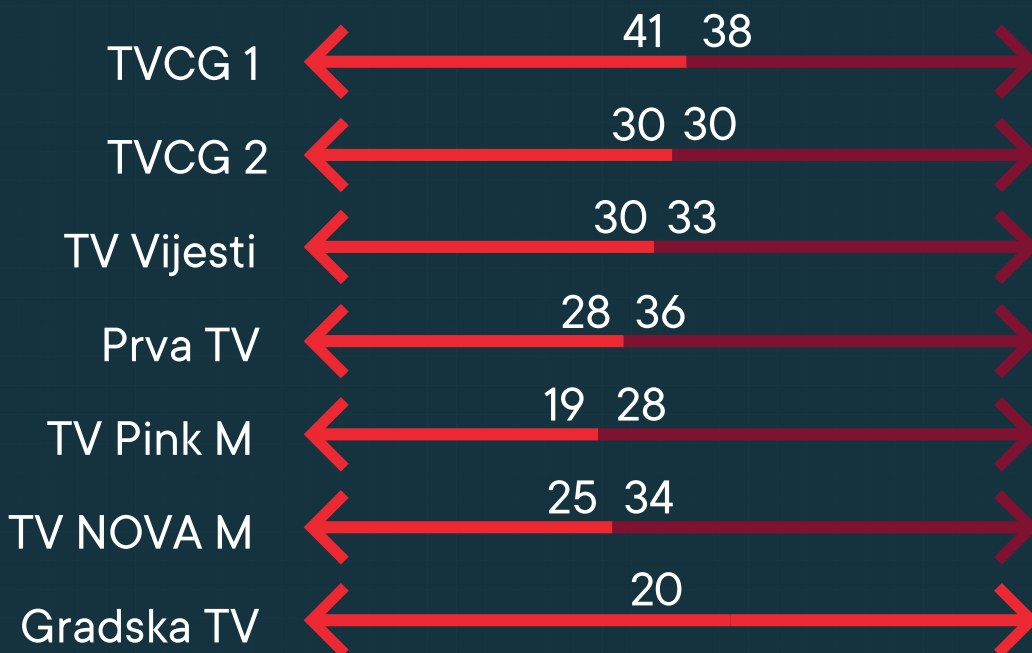 TVCG 1 41 38
TVCG 2 30 30
TV Vijesti 30 33
Prva TV 28 36
TV Pink M 19 28
TV NOVA M 25 34
Gradska TV 20